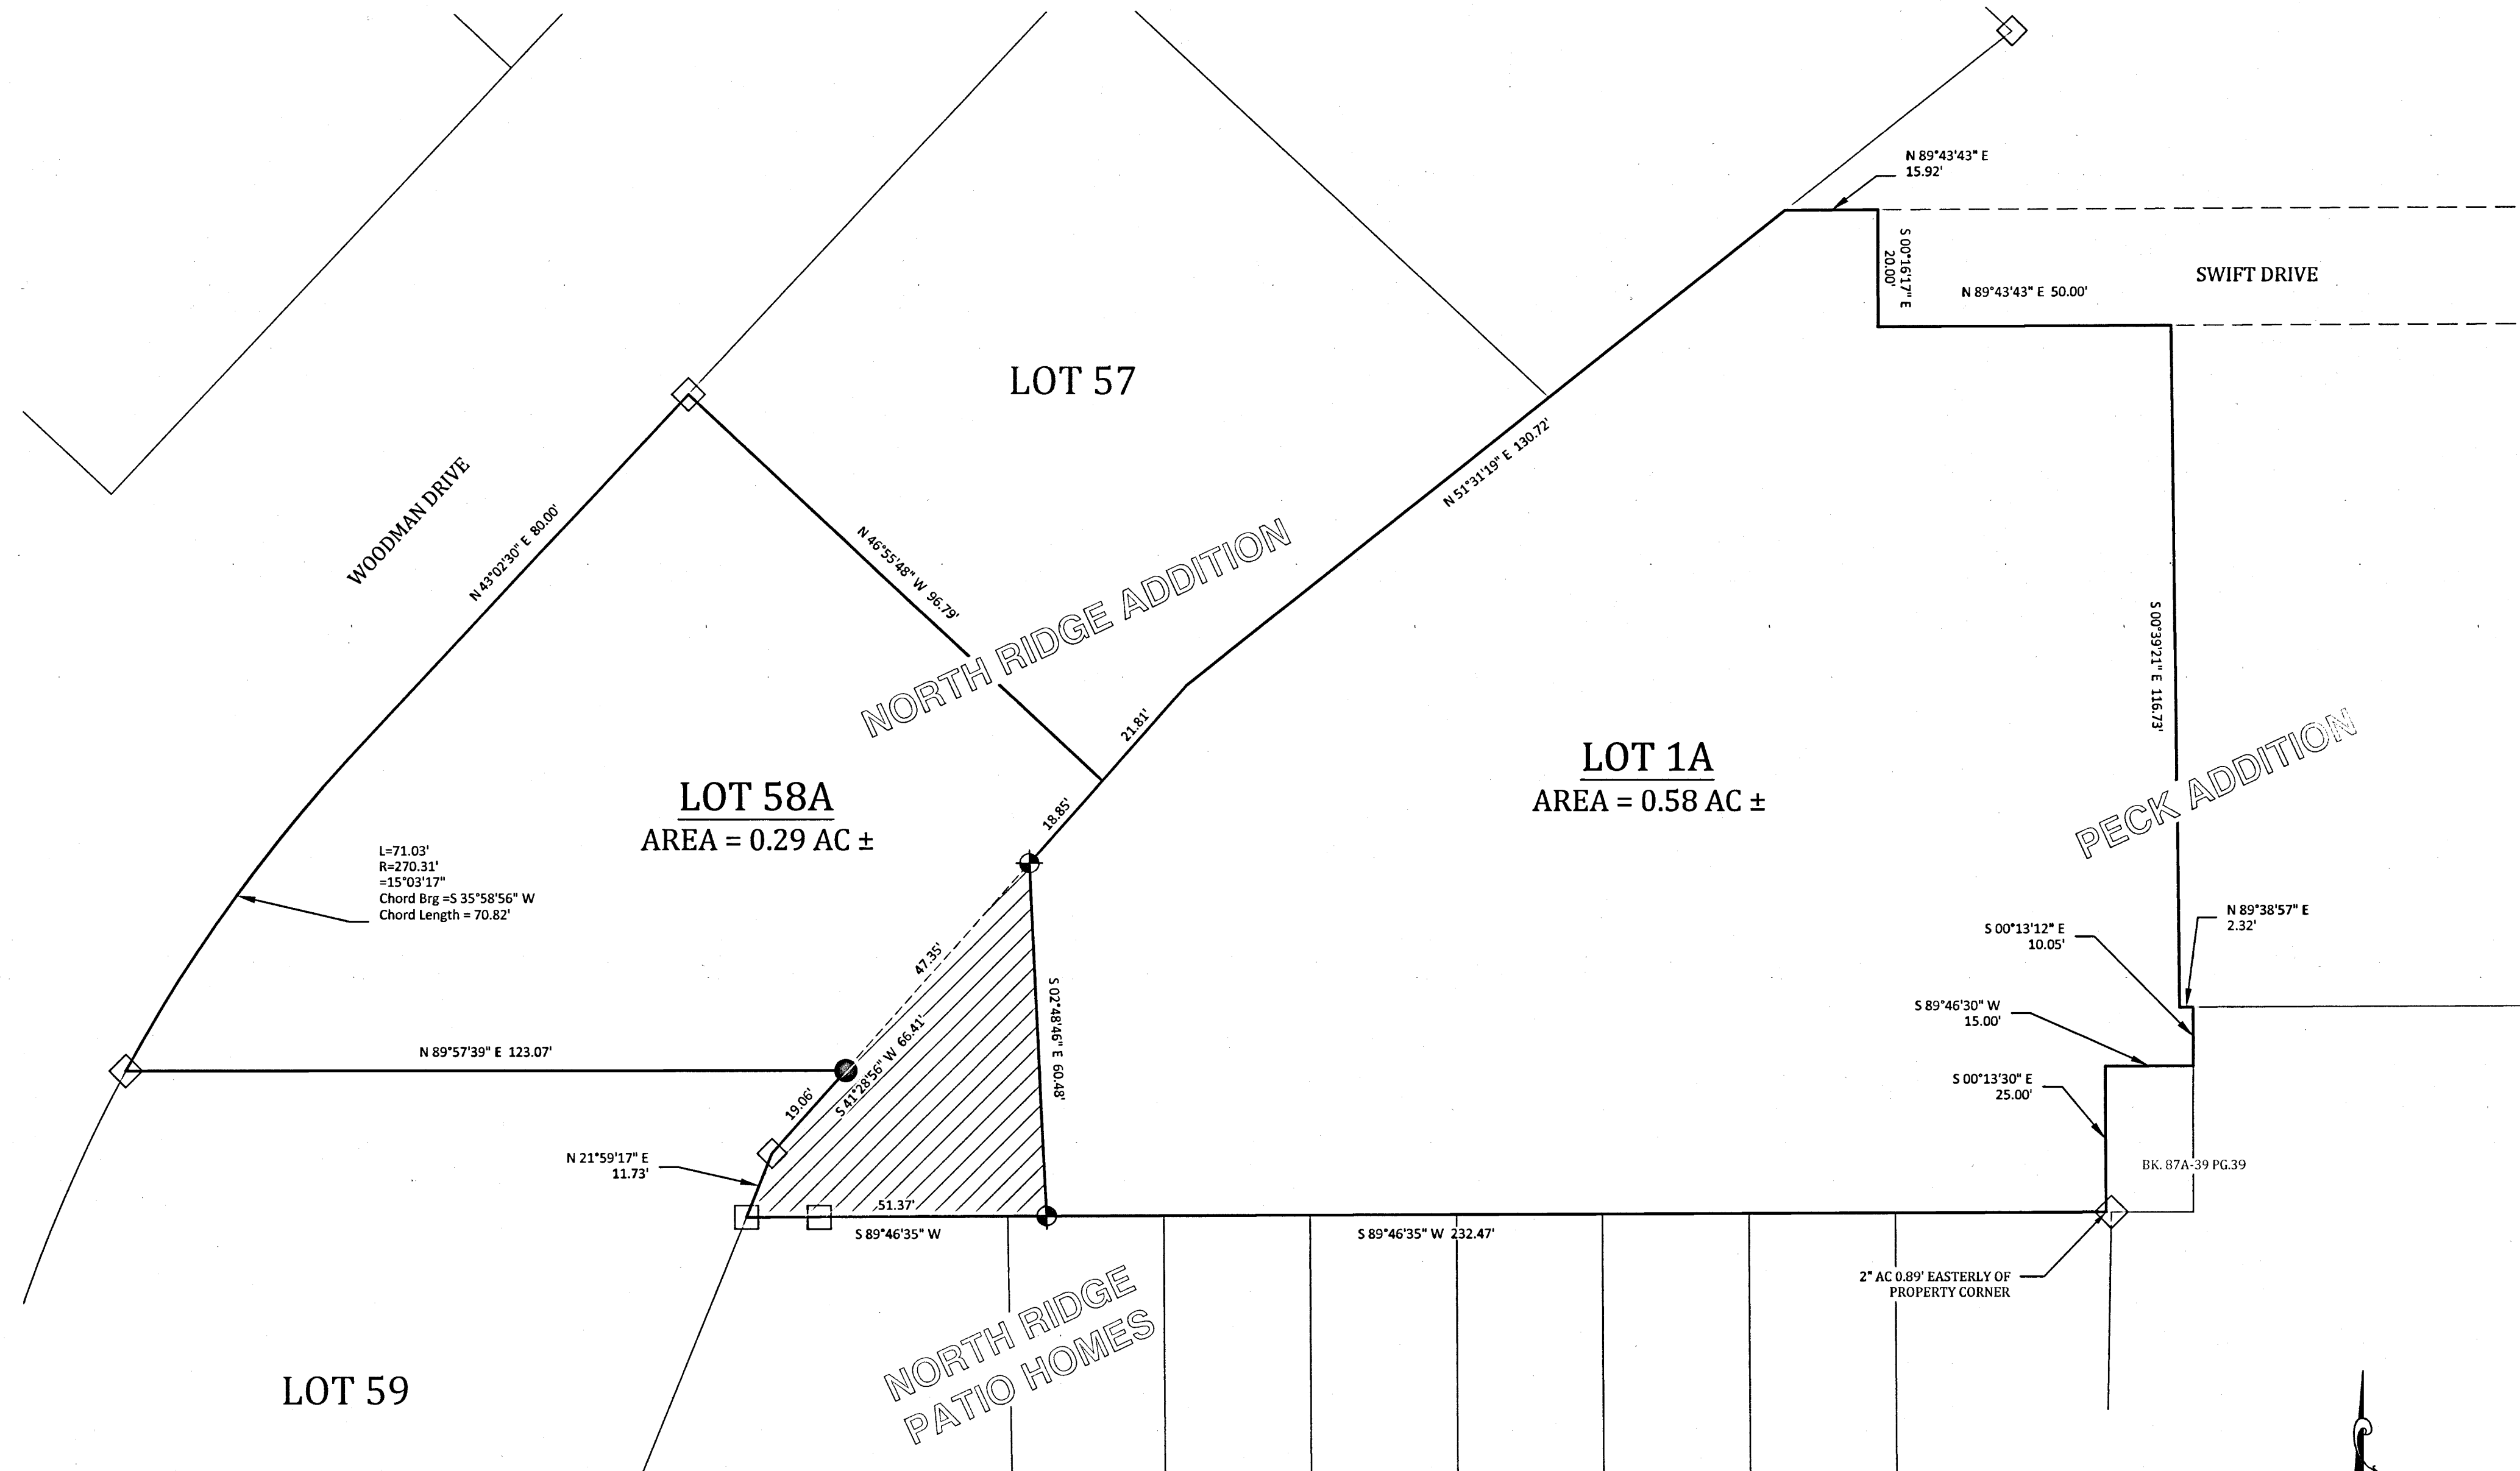 N 89°43'43" E
15.92'
S 00°16'17" E
20.00'
SWIFT DRIVE
N 89°43'43" E 50.00'
LOT 57
WOODMAN DRIVE
N 43°02'30" E 80.00'
N 46°55'48" W 96.79'
N 51°31'19" E 130.72'
NORTH RIDGE ADDITION
21.81'
S 00°39'21" E 116.73'
PECK ADDITION
LOT 1A
AREA = 0.58 AC ±
LOT 58A
AREA = 0.29 AC ±
18.85'
L=71.03'
R=270.31'
=15°03'17"
Chord Brg =S 35°58'56" W
Chord Length = 70.82'
N 89°38'57" E
2.32'
S 00°13'12" E
10.05'
47.35'
S 41°28'56" W 66.41'
S 02°48'46" E 60.48'
S 89°46'30" W
15.00'
N 89°57'39" E 123.07'
S 00°13'30" E
25.00'
19.06'
N 21°59'17" E
11.73'
BK. 87A-39 PG.39
51.37'
S 89°46'35" W
S 89°46'35" W 232.47'
2" AC 0.89' EASTERLY OF
PROPERTY CORNER
NORTH RIDGE
PATIO HOMES
LOT 59